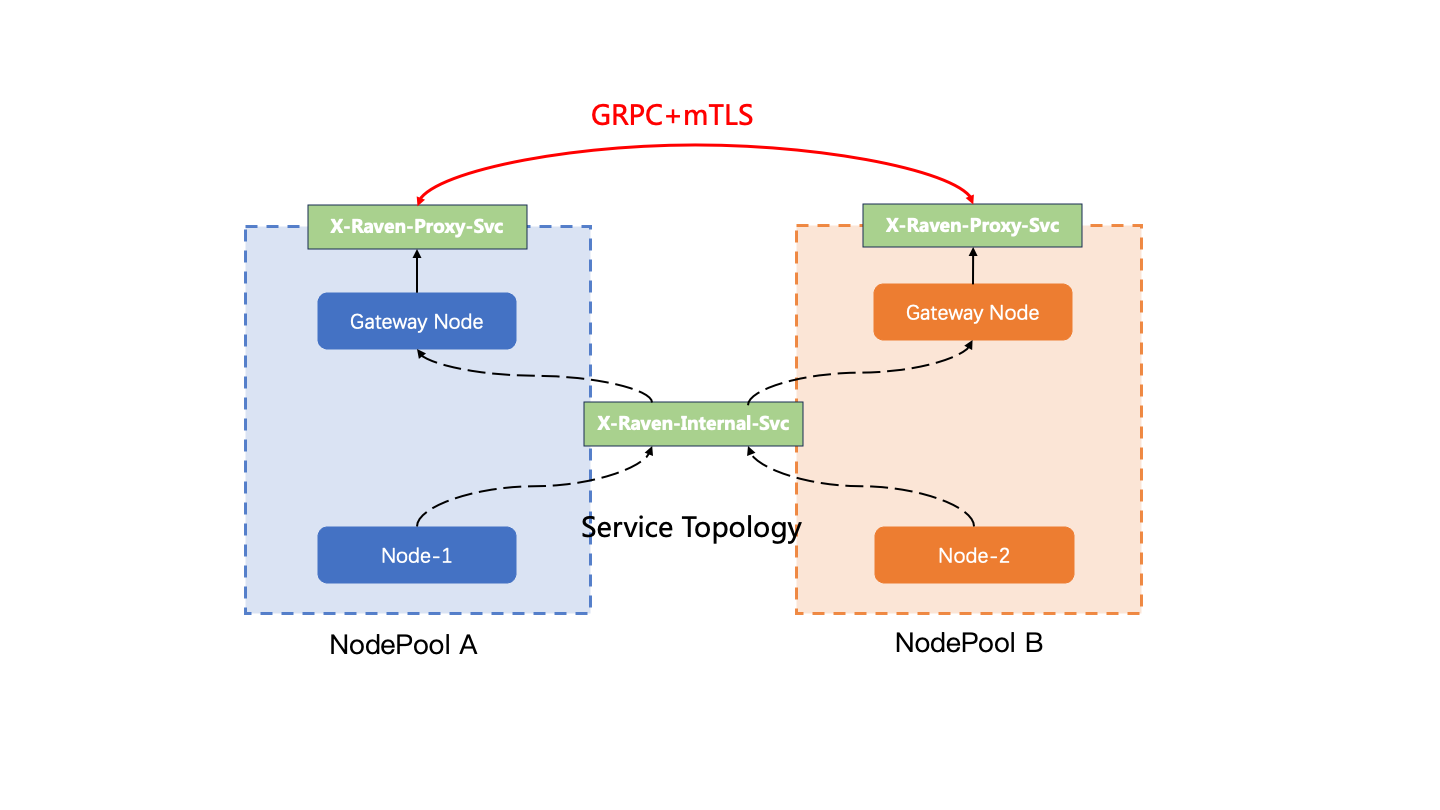 GRPC+mTLS
X-Raven-Proxy-Svc
X-Raven-Proxy-Svc
Gateway Node
Gateway Node
X-Raven-Internal-Svc
Service Topology
Node-1
Node-2
NodePool A
NodePool B